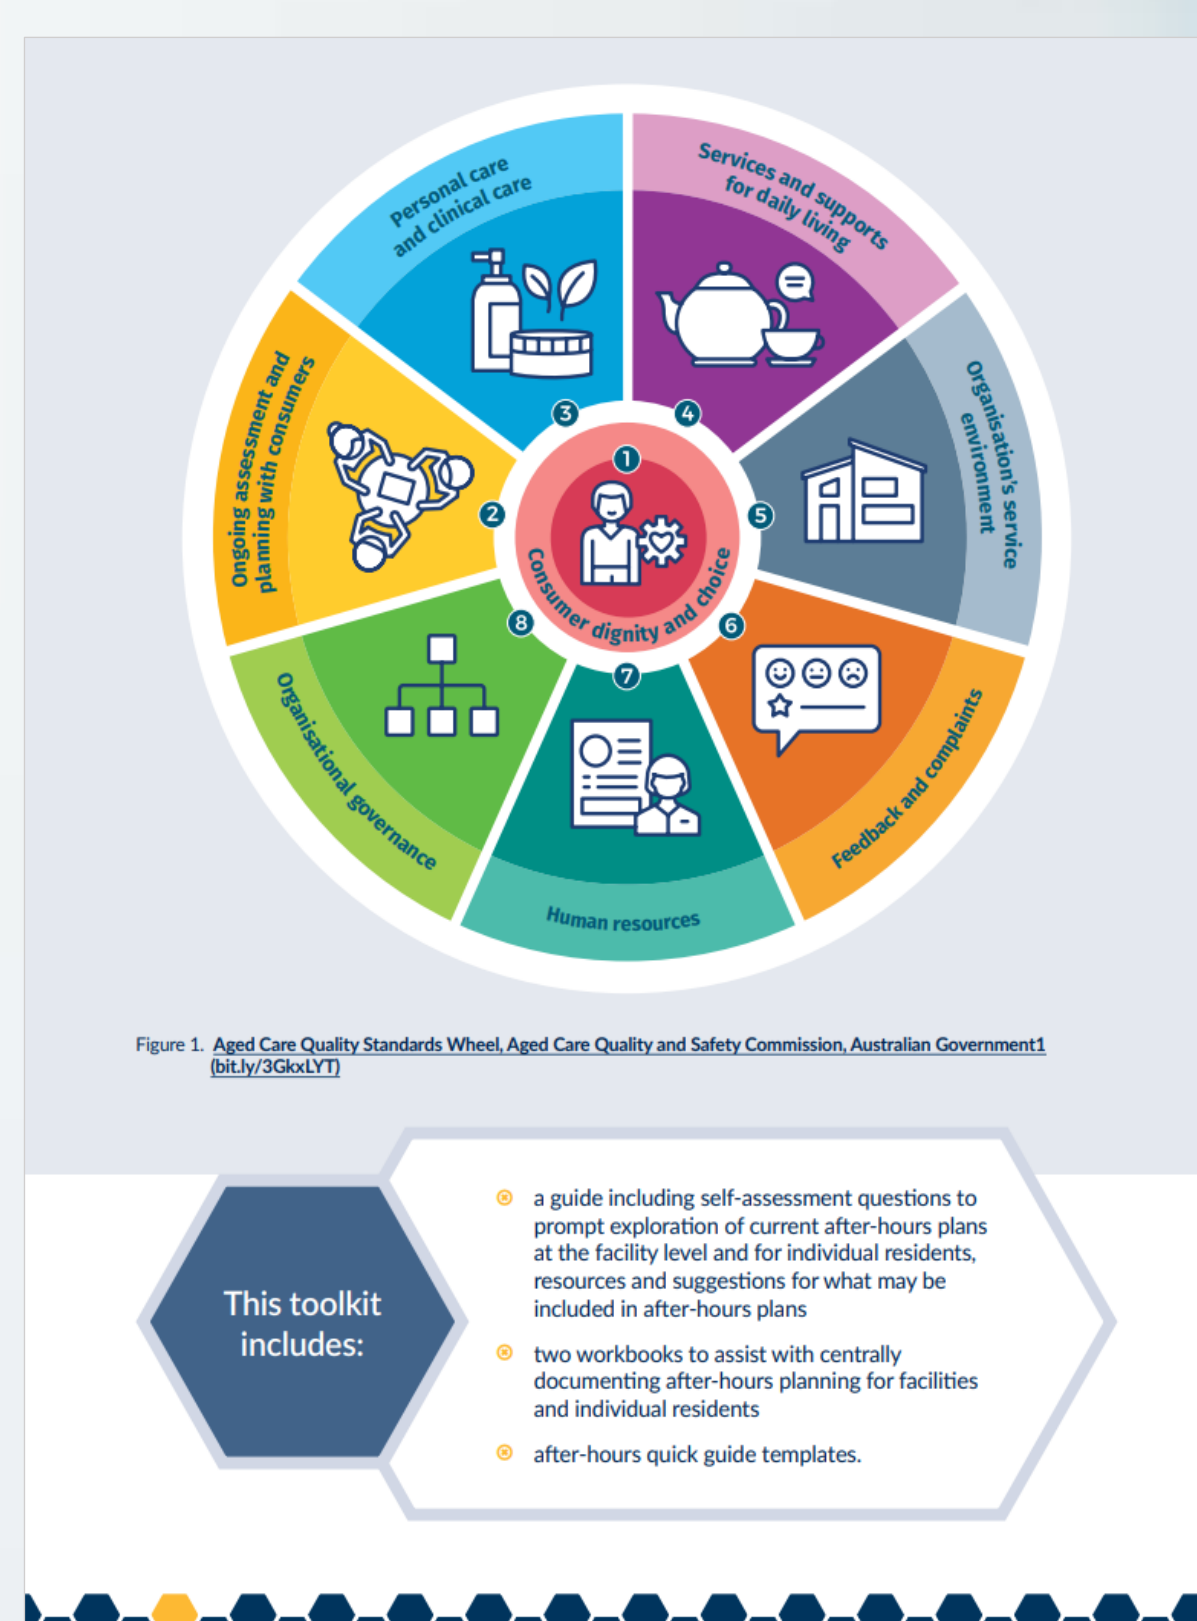 Personal care
and clinical care
Services and supports
for daily living
Ongoing assessment and
planning with consumers
Organisation's service
environment
3
4
1
2
5
Consumer dignity and choice
8
6
7
Organisational governance
Feedback and complaints
Human resources
Figure 1. Aged Care Quality Standards Wheel, Aged Care Quality and Safety Commission, Australian Government1
(bit.ly/3GkxLYT)
This toolkit
includes:
a guide including self-assessment questions to
prompt exploration of current after-hours plans
at the facility level and for individual residents,
resources and suggestions for what may be
included in after-hours plans
two workbooks to assist with centrally
documenting after-hours planning for facilities
and individual residents
after-hours quick guide templates.